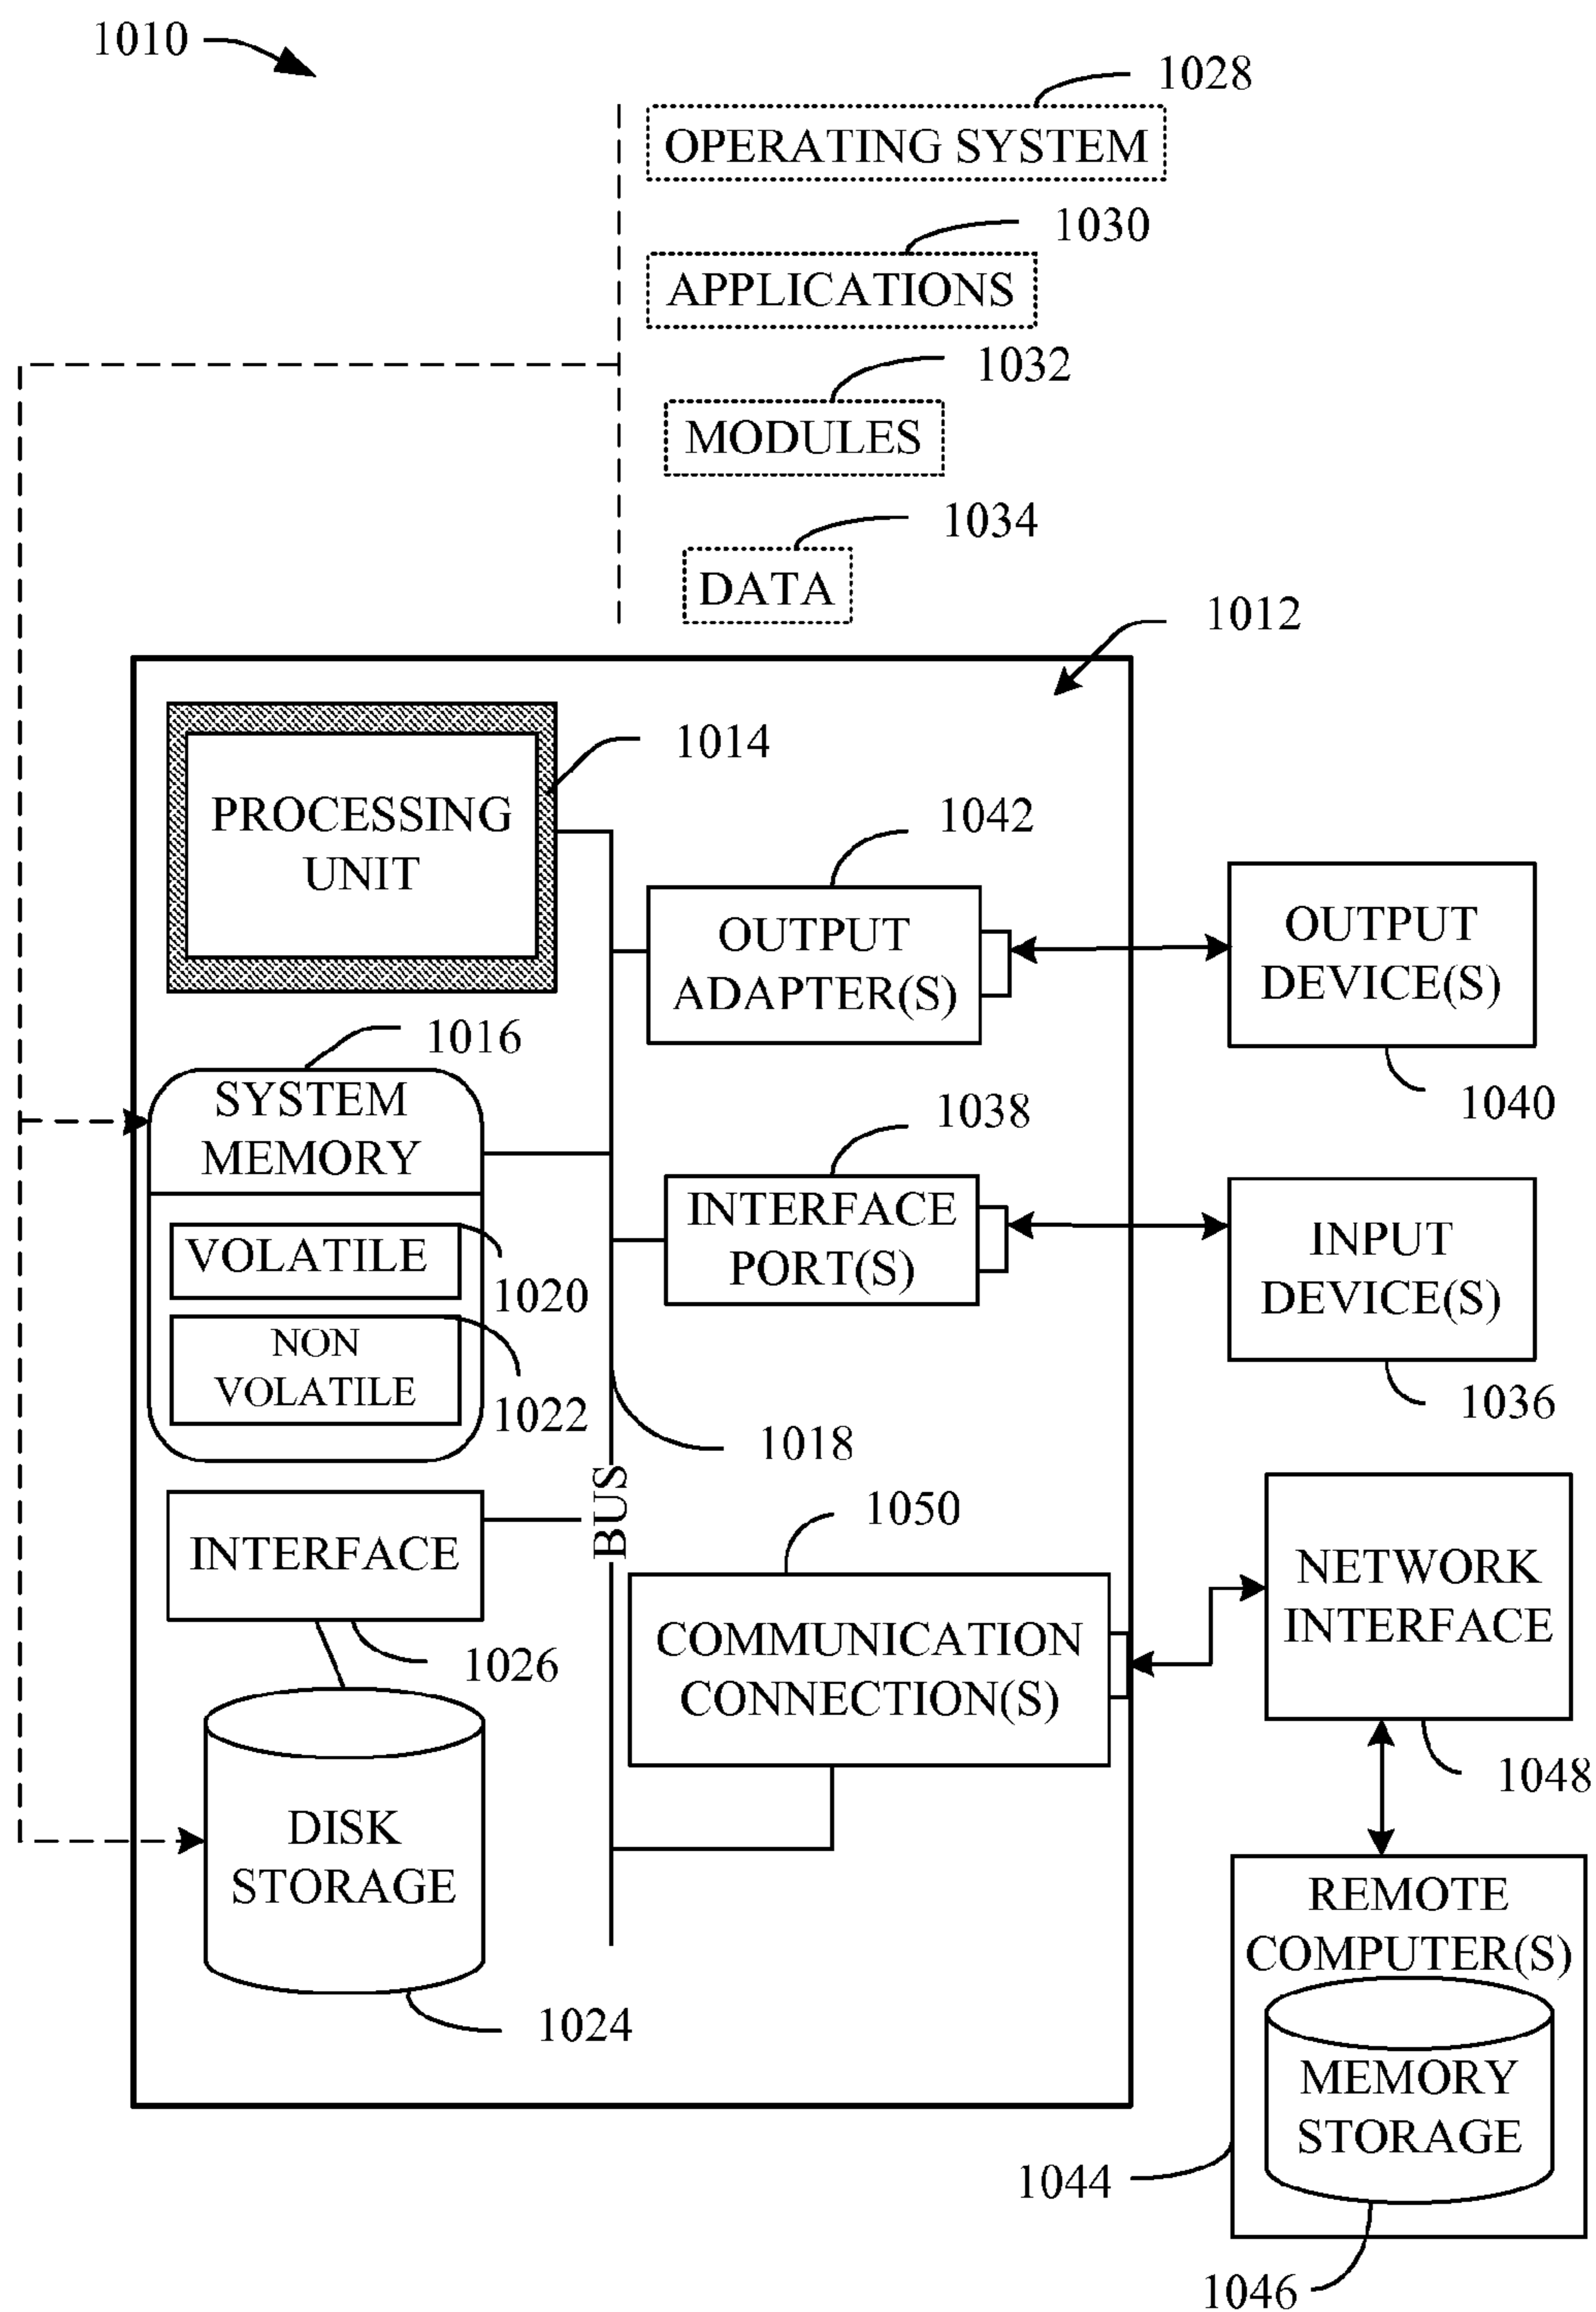 1010
1028
OPERATING SYSTEM
1030
APPLICATIONS
1032
MODULES
1034
DATA
1012
1014
PROCESSING
UNIT
1042
OUTPUT
ADAPTER(S)
OUTPUT
DEVICE(S)
1040
1016
SYSTEM
MEMORY
1038
INTERFACE
PORT(S)
INPUT
DEVICE(S)
1036
VOLATILE
1020
NON
VOLATILE
1022
1018
BUS
INTERFACE
1026
1050
COMMUNICATION
CONNECTION(S)
NETWORK
INTERFACE
1048
DISK
STORAGE
1024
REMOTE
COMPUTER(S)
MEMORY
STORAGE
1044
1046